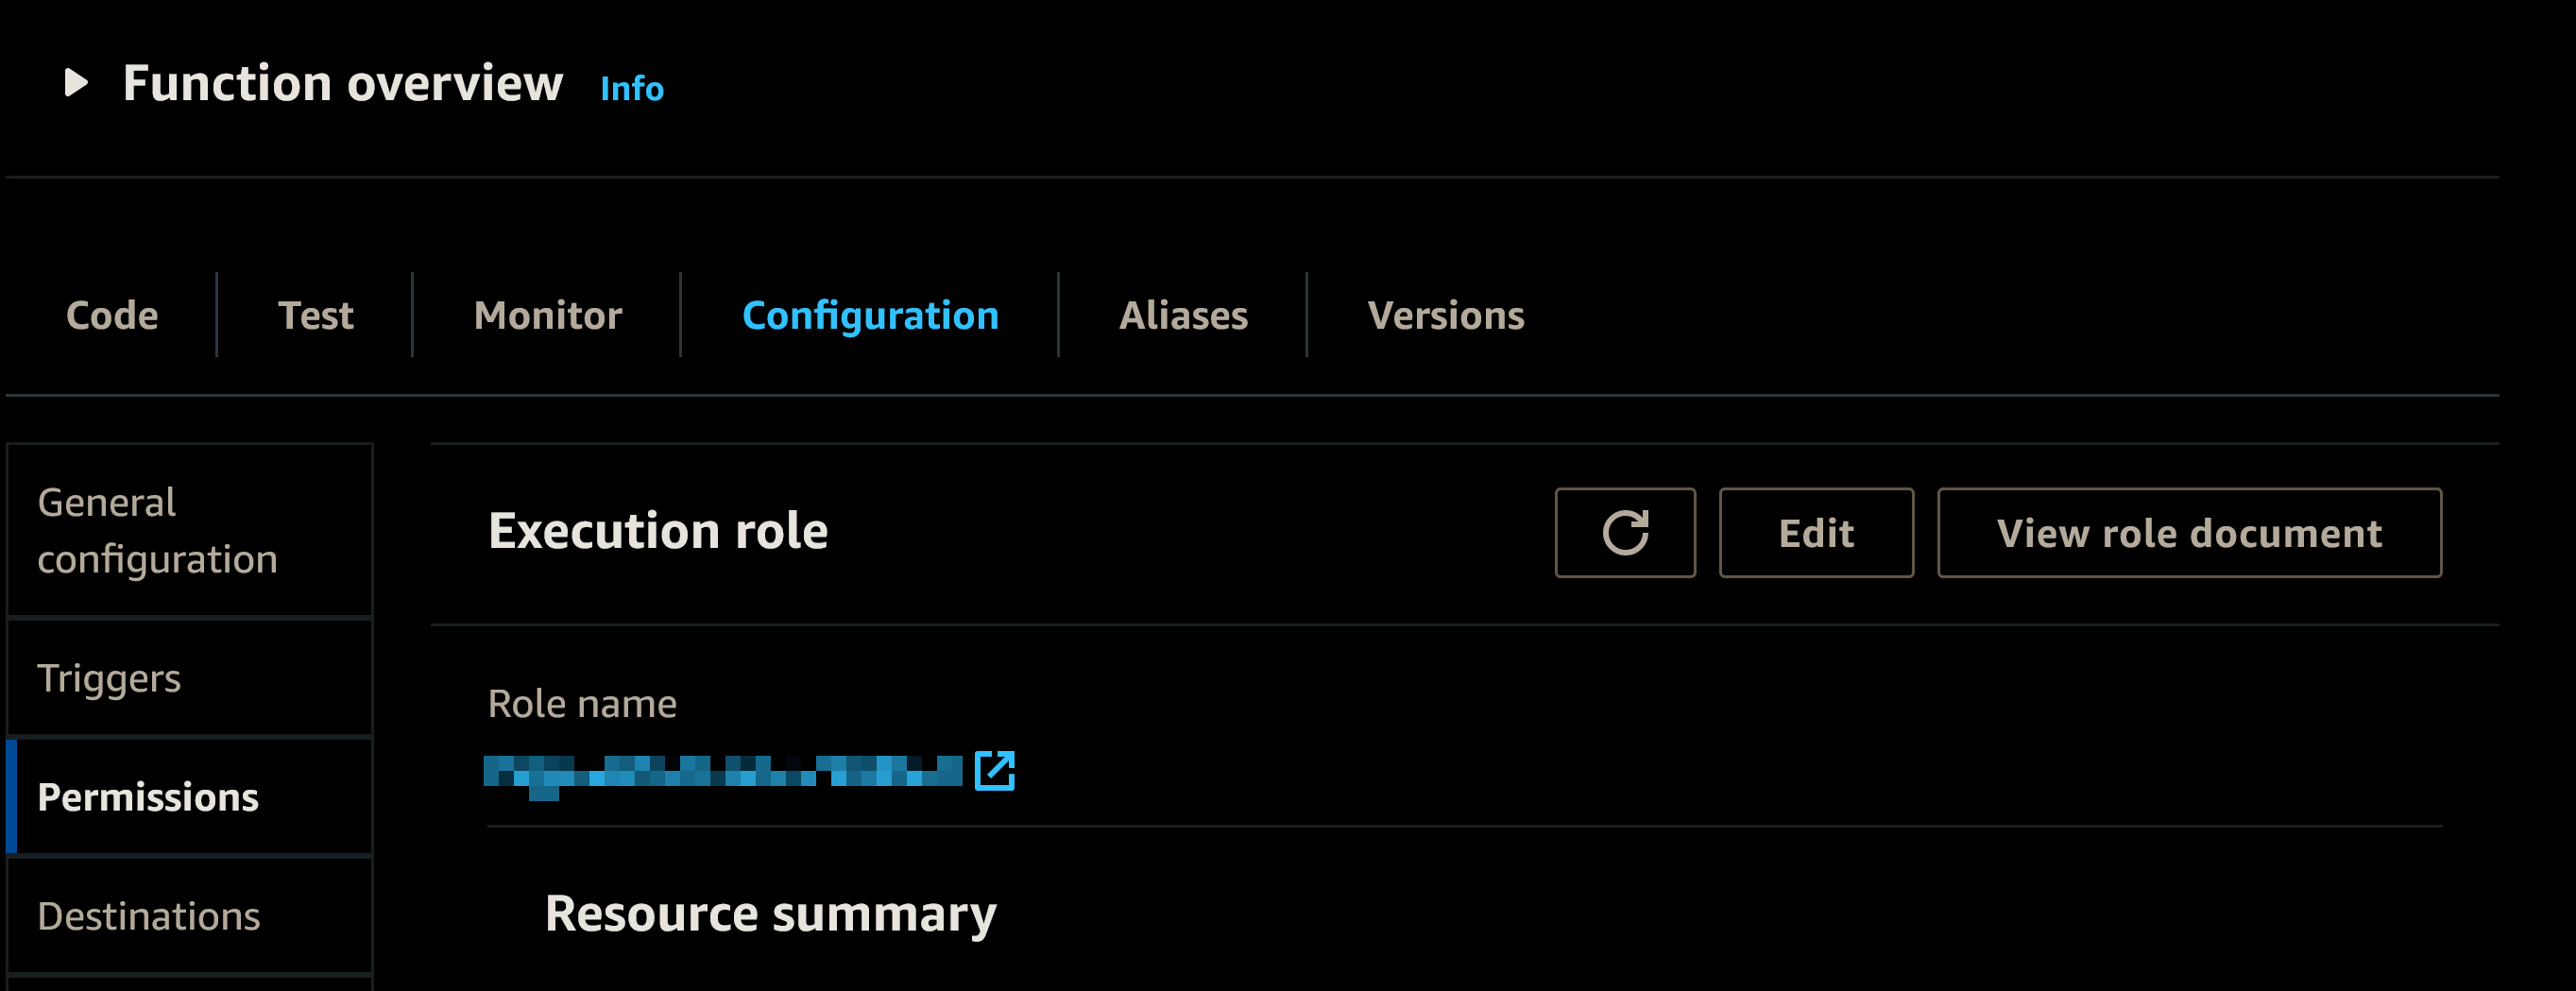 Function overview Info
Code Test Monitor Configuration Aliases Versions
General
configuration
Triggers
Permissions
Destinations
Execution role Edit View role document
Role name
Resource summary